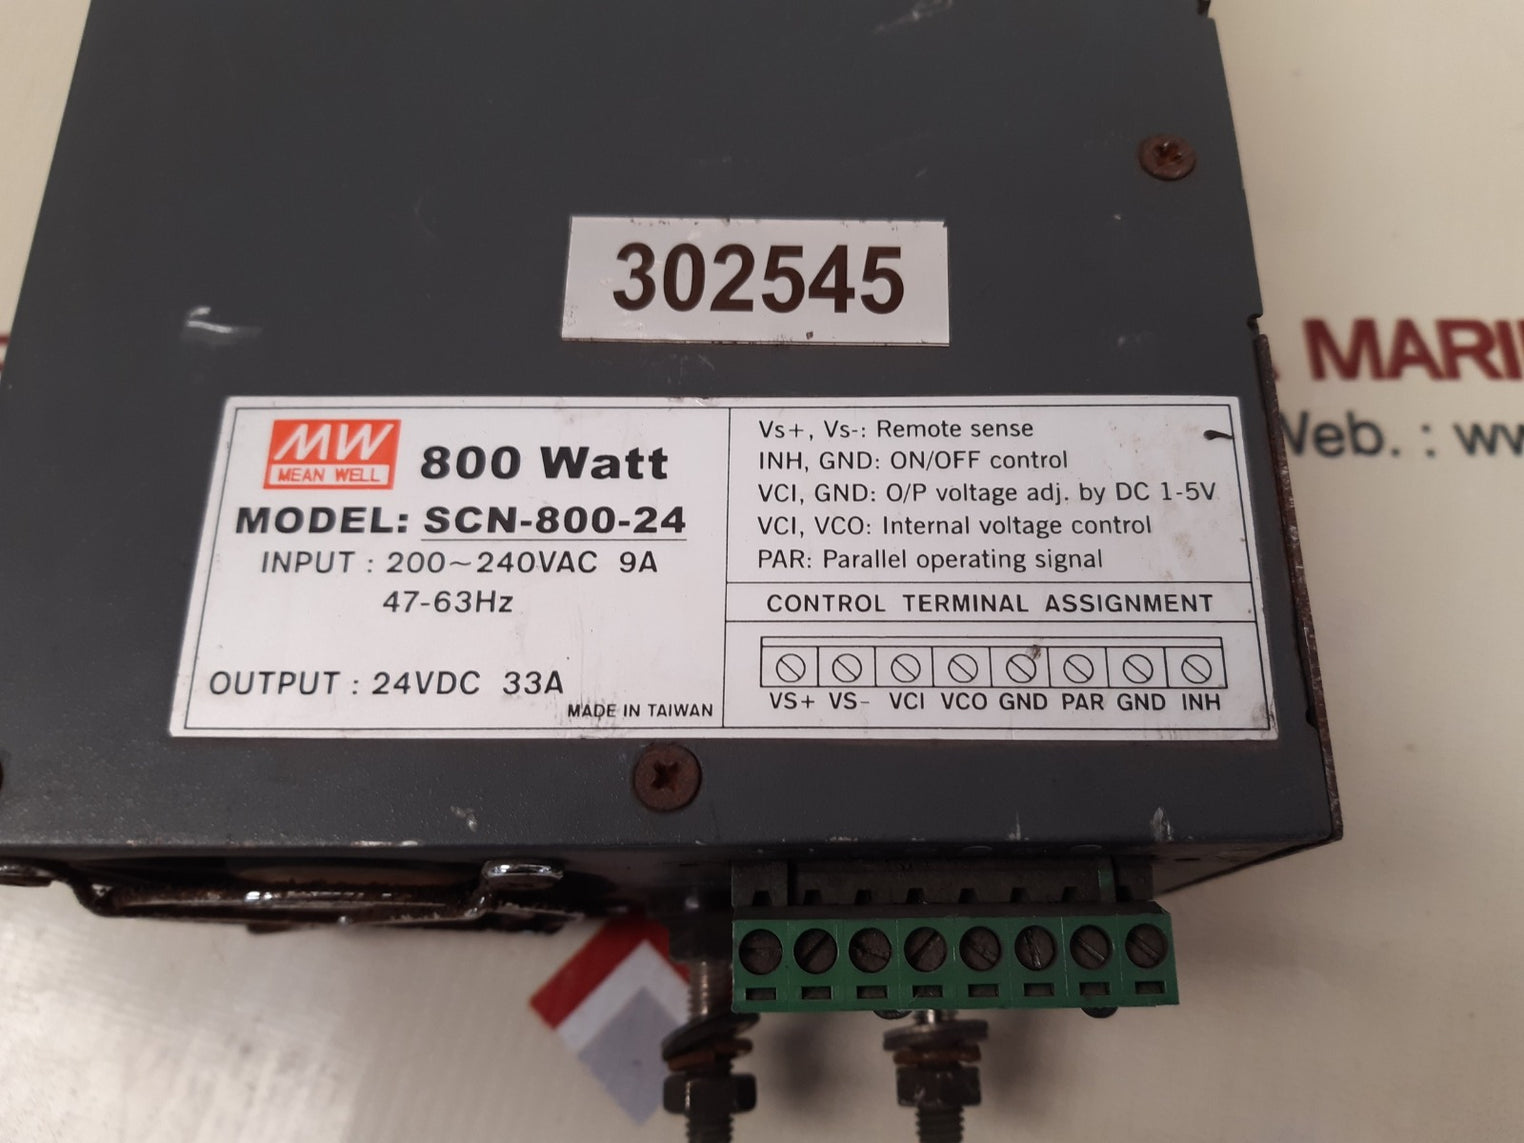 302545
MARI
Web. : ww
MW
MEAN WELL
800 Watt
MODEL: SCN-800-24
INPUT : 200~240VAC 9A
47-63Hz
OUTPUT : 24VDC 33A
MADE IN TAIWAN
Vs+, Vs-: Remote sense
INH, GND: ON/OFF control
VCI, GND: O/P voltage adj. by DC 1-5V
VCI, VCO: Internal voltage control
PAR: Parallel operating signal
CONTROL TERMINAL ASSIGNMENT
VS+ VS- VCI VCO GND PAR GND INH